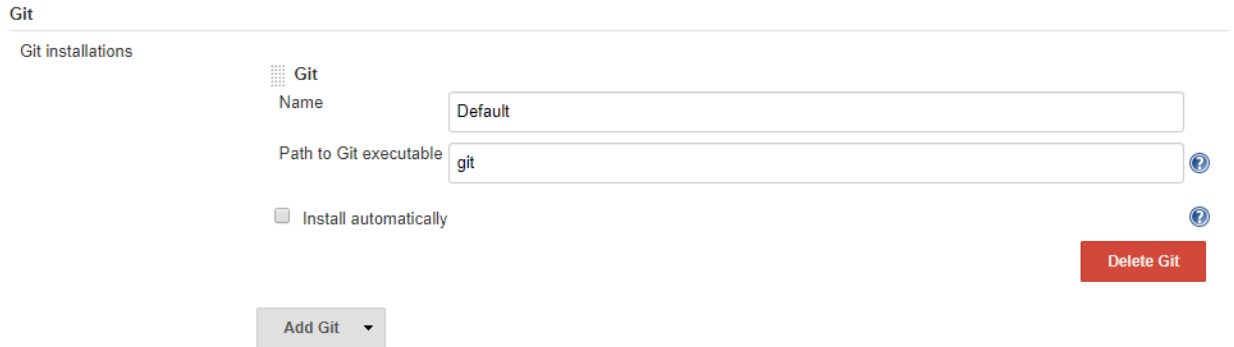 Git
Git installations
Git
Name
Default
Path to Git executable
git
?
Install automatically
?
Delete Git
Add Git